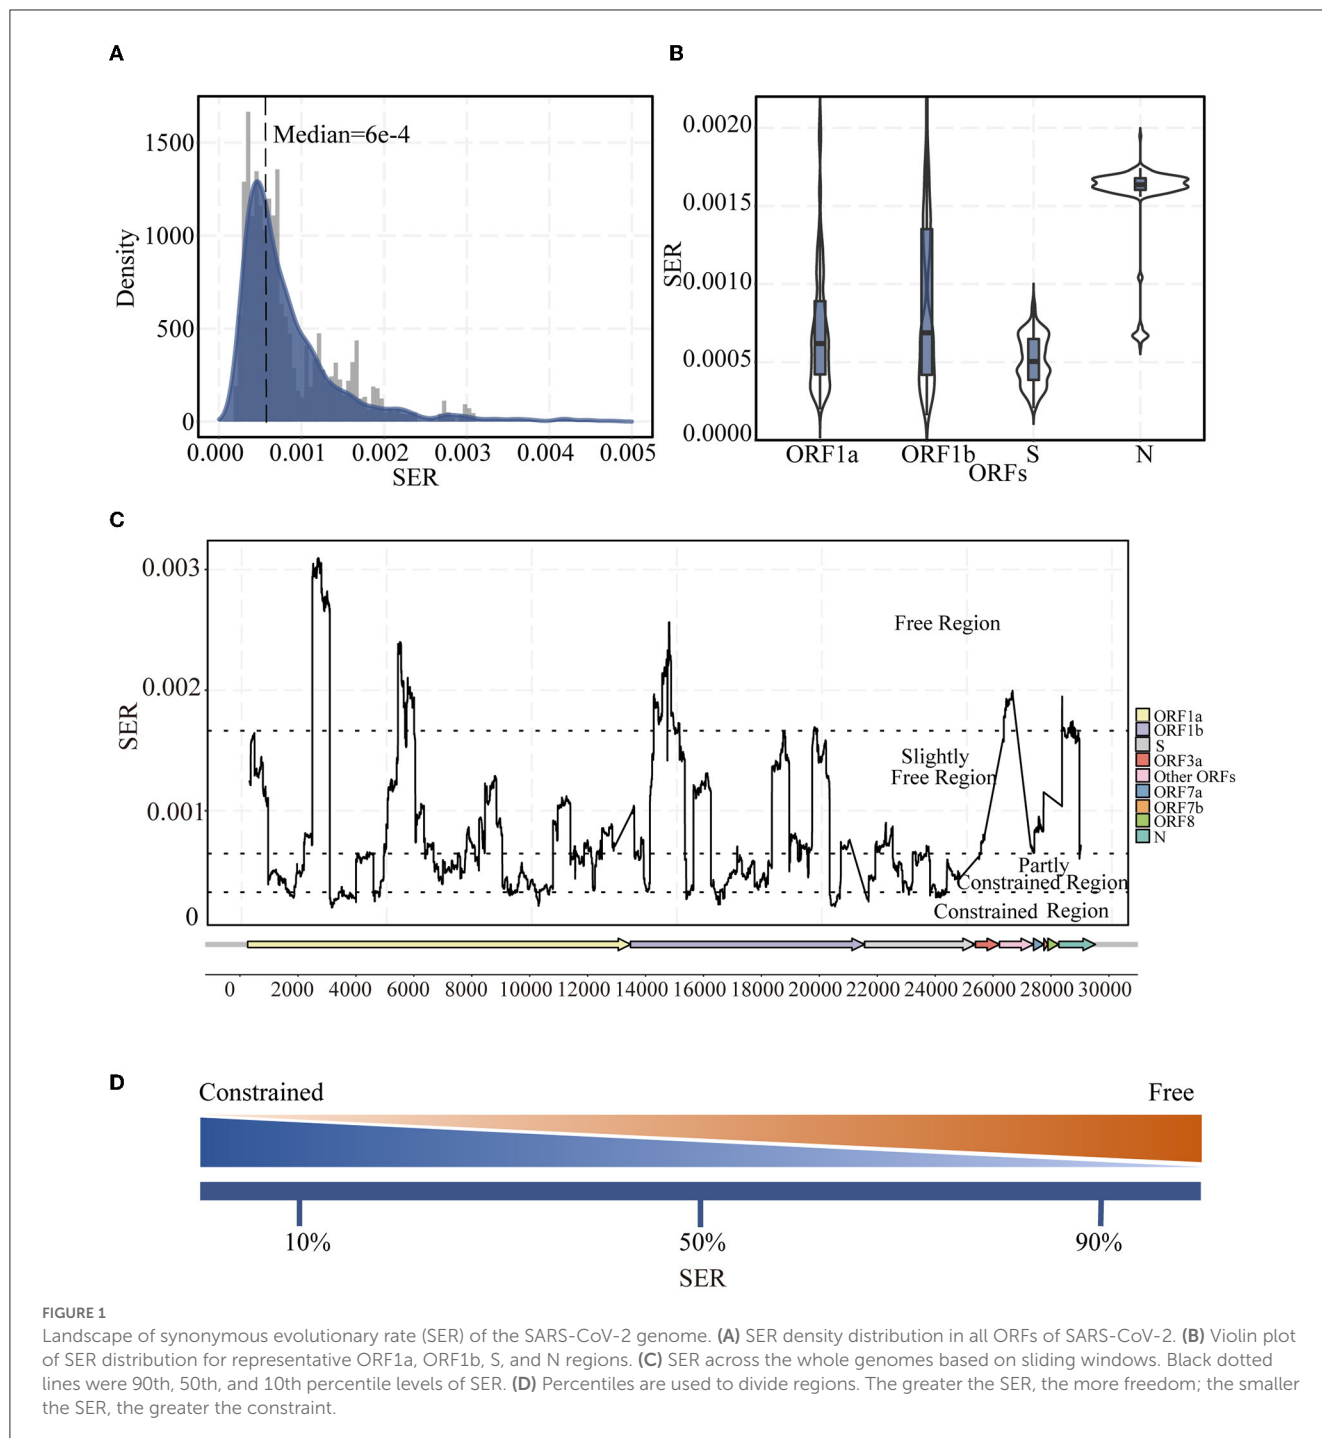 A
Median=6e-4
1500
1000
500
0
Density
0.000 0.001 0.002 0.003 0.004 0.005
SER
B
0.0020
0.0015
0.0010
0.0005
0.0000
SER
ORF1a ORF1b S N
ORFs
C
0.003
0.002
0.001
0
SER
Free Region
Slightly
Free Region
Partly
Constrained Region
Constrained Region
ORF1a
ORF1b
S
ORF3a
Other ORFs
ORF7a
ORF7b
ORF8
N
0 2000 4000 6000 8000 10000 12000 14000 16000 18000 20000 22000 24000 26000 28000 30000
D
Constrained Free
10% 50% 90%
SER
FIGURE 1
Landscape of synonymous evolutionary rate (SER) of the SARS-CoV-2 genome. (A) SER density distribution in all ORFs of SARS-CoV-2. (B) Violin plot
of SER distribution for representative ORF1a, ORF1b, S, and N regions. (C) SER across the whole genomes based on sliding windows. Black dotted
lines were 90th, 50th, and 10th percentile levels of SER. (D) Percentiles are used to divide regions. The greater the SER, the more freedom; the smaller
the SER, the greater the constraint.